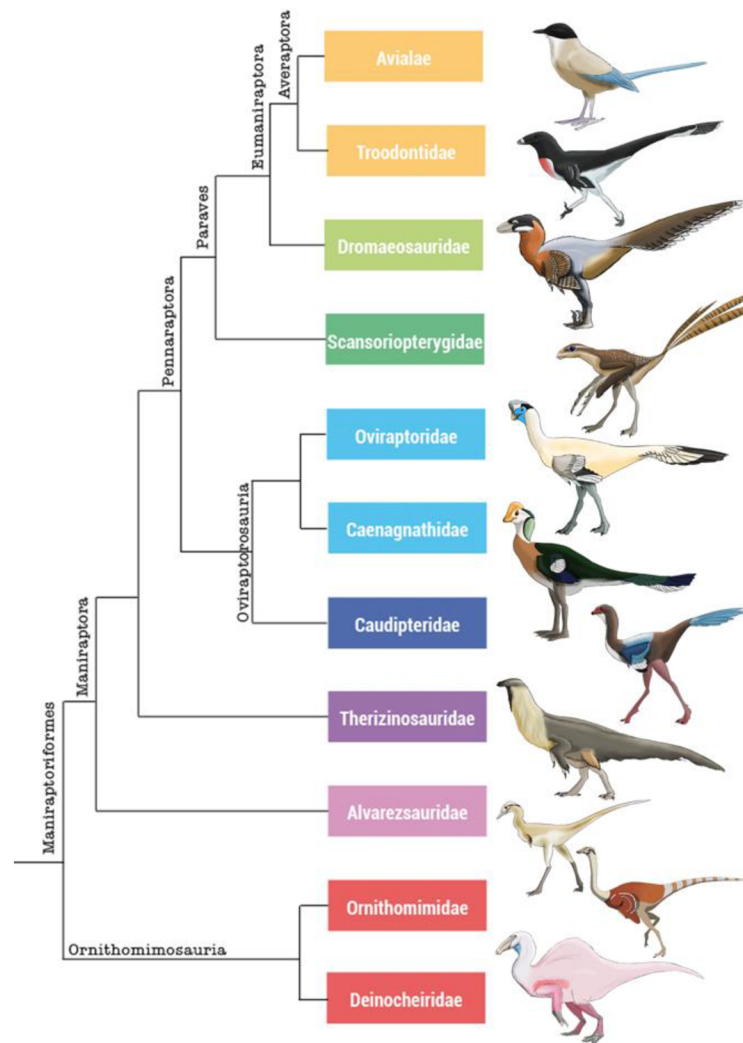 Averaptora
Avialae
Eumaniraptora
Troodontidae
Paraves
Dromaeosauridae
Pennaraptora
Scansoriopterygidae
Oviraptoridae
Oviraptorosauria
Caenagnathidae
Caudipteridae
Maniraptora
Therizinosauridae
Maniraptoriformes
Alvarezsauridae
Ornithomimidae
Ornithomimosauria
Deinocheiridae